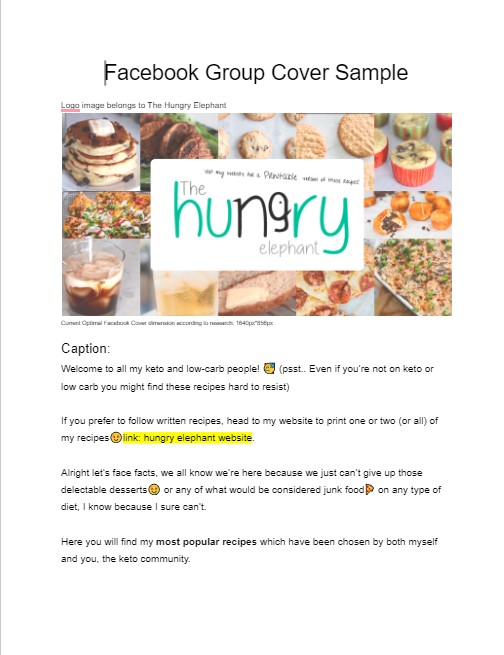 Facebook Group Cover Sample
Logo image belongs to The Hungry Elephant
visit my website for a Printable version of these recipes!
The
hungry
elephant
Current Optimal Facebook Cover dimension according to research: 1640px*856px
Caption:
Welcome to all my keto and low-carb people! 🥳 (psst.. Even if you're not on keto or
low carb you might find these recipes hard to resist)
If you prefer to follow written recipes, head to my website to print one or two (or all) of
my recipes😉link: hungry elephant website.
Alright let's face facts, we all know we're here because we just can't give up those
delectable desserts😋 or any of what would be considered junk food🍕 on any type of
diet, I know because I sure can't.
Here you will find my most popular recipes which have been chosen by both myself
and you, the keto community.